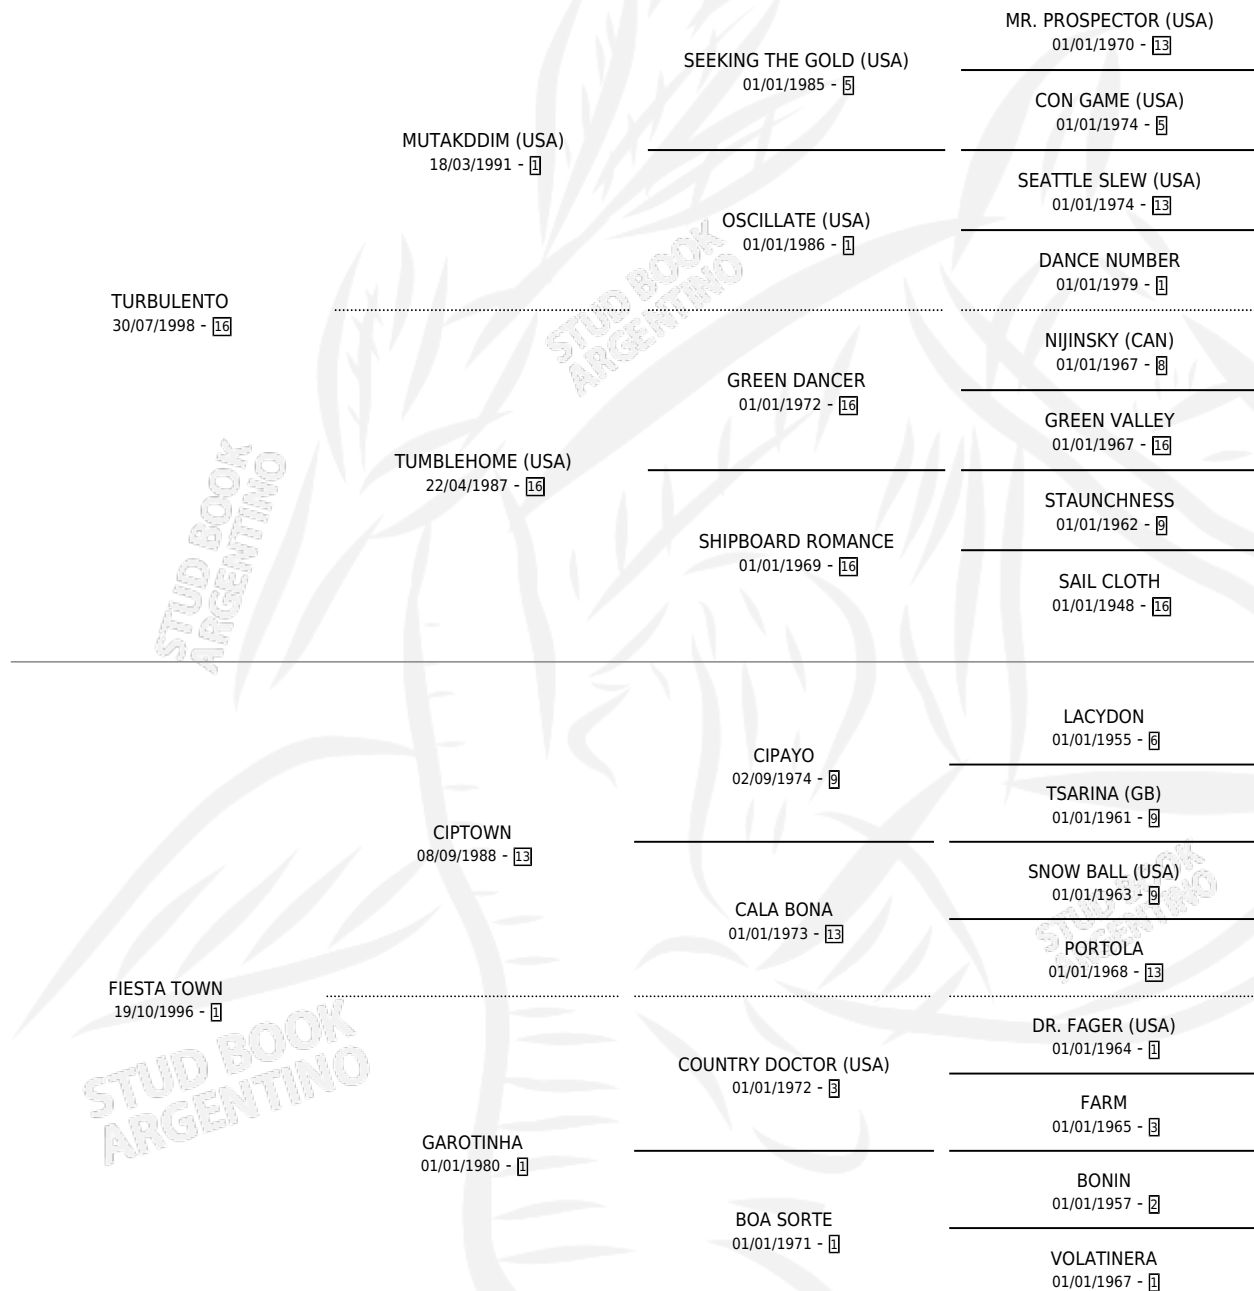 MR. PROSPECTOR (USA)
01/01/1970 - 13
SEEKING THE GOLD (USA)
01/01/1985 - 5
CON GAME (USA)
01/01/1974 - 5
MUTAKDDIM (USA)
18/03/1991 - 1
SEATTLE SLEW (USA)
01/01/1974 - 13
OSCILLATE (USA)
01/01/1986 - 1
DANCE NUMBER
01/01/1979 - 1
TURBULENTO
30/07/1998 - 16
STUD BOOK
ARGENTINO
NIJINSKY (CAN)
01/01/1967 - 8
GREEN DANCER
01/01/1972 - 16
GREEN VALLEY
01/01/1967 - 16
TUMBLEHOME (USA)
22/04/1987 - 16
STAUNCHNESS
01/01/1962 - 9
SHIPBOARD ROMANCE
01/01/1969 - 16
SAIL CLOTH
01/01/1948 - 16
STUD BOOK
ARGENTINO
LACYDON
01/01/1955 - 6
CIPAYO
02/09/1974 - 9
TSARINA (GB)
01/01/1961 - 9
CIPTOWN
08/09/1988 - 13
SNOW BALL (USA)
01/01/1963 - 9
CALA BONA
01/01/1973 - 13
STUD BOOK
ARGENTINO
PORTOLA
01/01/1968 - 13
FIESTA TOWN
19/10/1996 - 1
DR. FAGER (USA)
01/01/1964 - 1
COUNTRY DOCTOR (USA)
01/01/1972 - 3
STUD BOOK
ARGENTINO
FARM
01/01/1965 - 3
GAROTINHA
01/01/1980 - 1
BONIN
01/01/1957 - 2
BOA SORTE
01/01/1971 - 1
VOLATINERA
01/01/1967 - 1